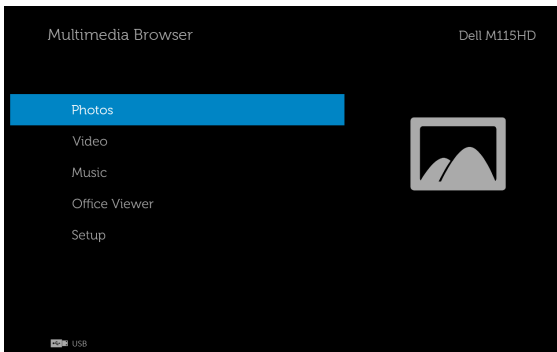 Multimedia Browser
Dell M115HD
Photos
Video
Music
Office Viewer
Setup
USB